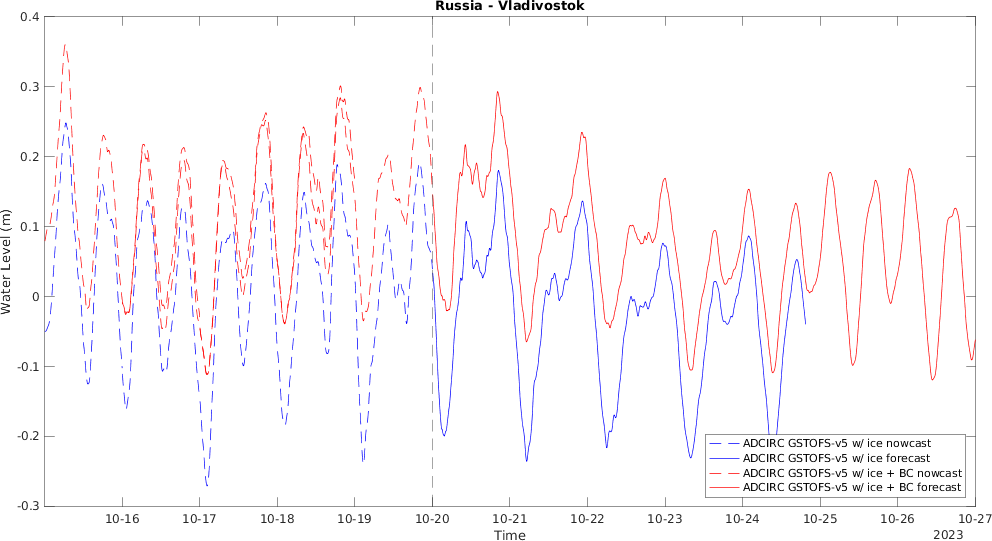 Russia - Vladivostok
0.4
0.3
0.2
0.1
0
-0.1
-0.2
-0.3
Water Level (m)
ADCIRC GSTOFS-v5 w/ ice nowcast
ADCIRC GSTOFS-v5 w/ ice forecast
ADCIRC GSTOFS-v5 w/ ice + BC nowcast
ADCIRC GSTOFS-v5 w/ ice + BC forecast
10-16 10-17 10-18 10-19 10-20 10-21 10-22 10-23 10-24 10-25 10-26 10-27
Time
2023